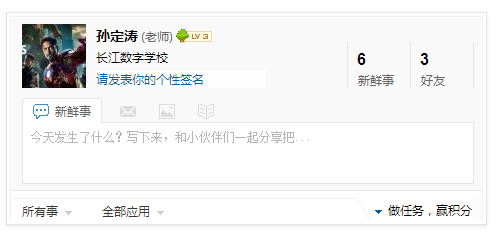 孙定涛 (老师) LV 3
长江数字学校
请发表你的个性签名
6
新鲜事
3
好友
新鲜事
今天发生了什么？写下来，和小伙伴们一起分享把...
所有事 全部应用 做任务，赢积分